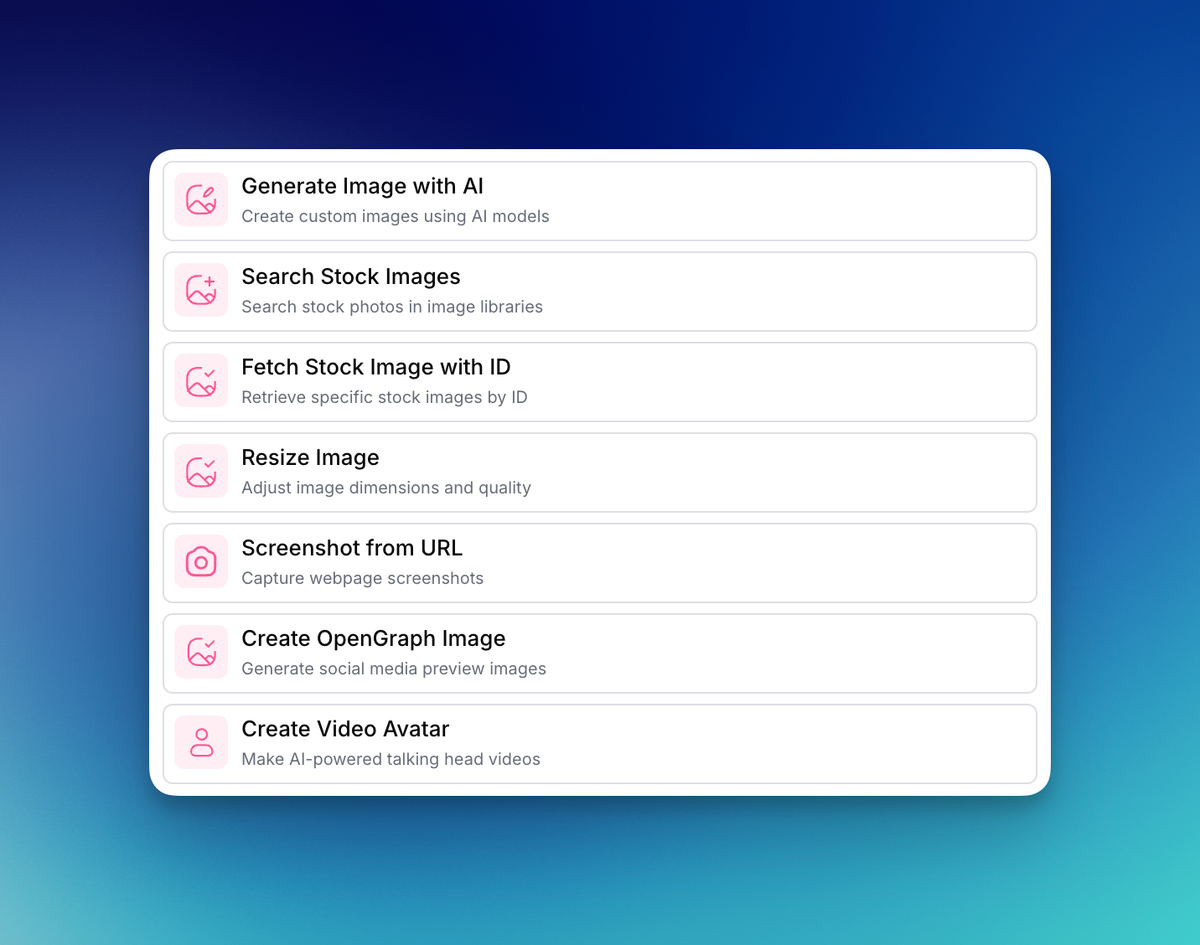 Generate Image with AI
Create custom images using AI models
Search Stock Images
Search stock photos in image libraries
Fetch Stock Image with ID
Retrieve specific stock images by ID
Resize Image
Adjust image dimensions and quality
Screenshot from URL
Capture webpage screenshots
Create OpenGraph Image
Generate social media preview images
Create Video Avatar
Make AI-powered talking head videos